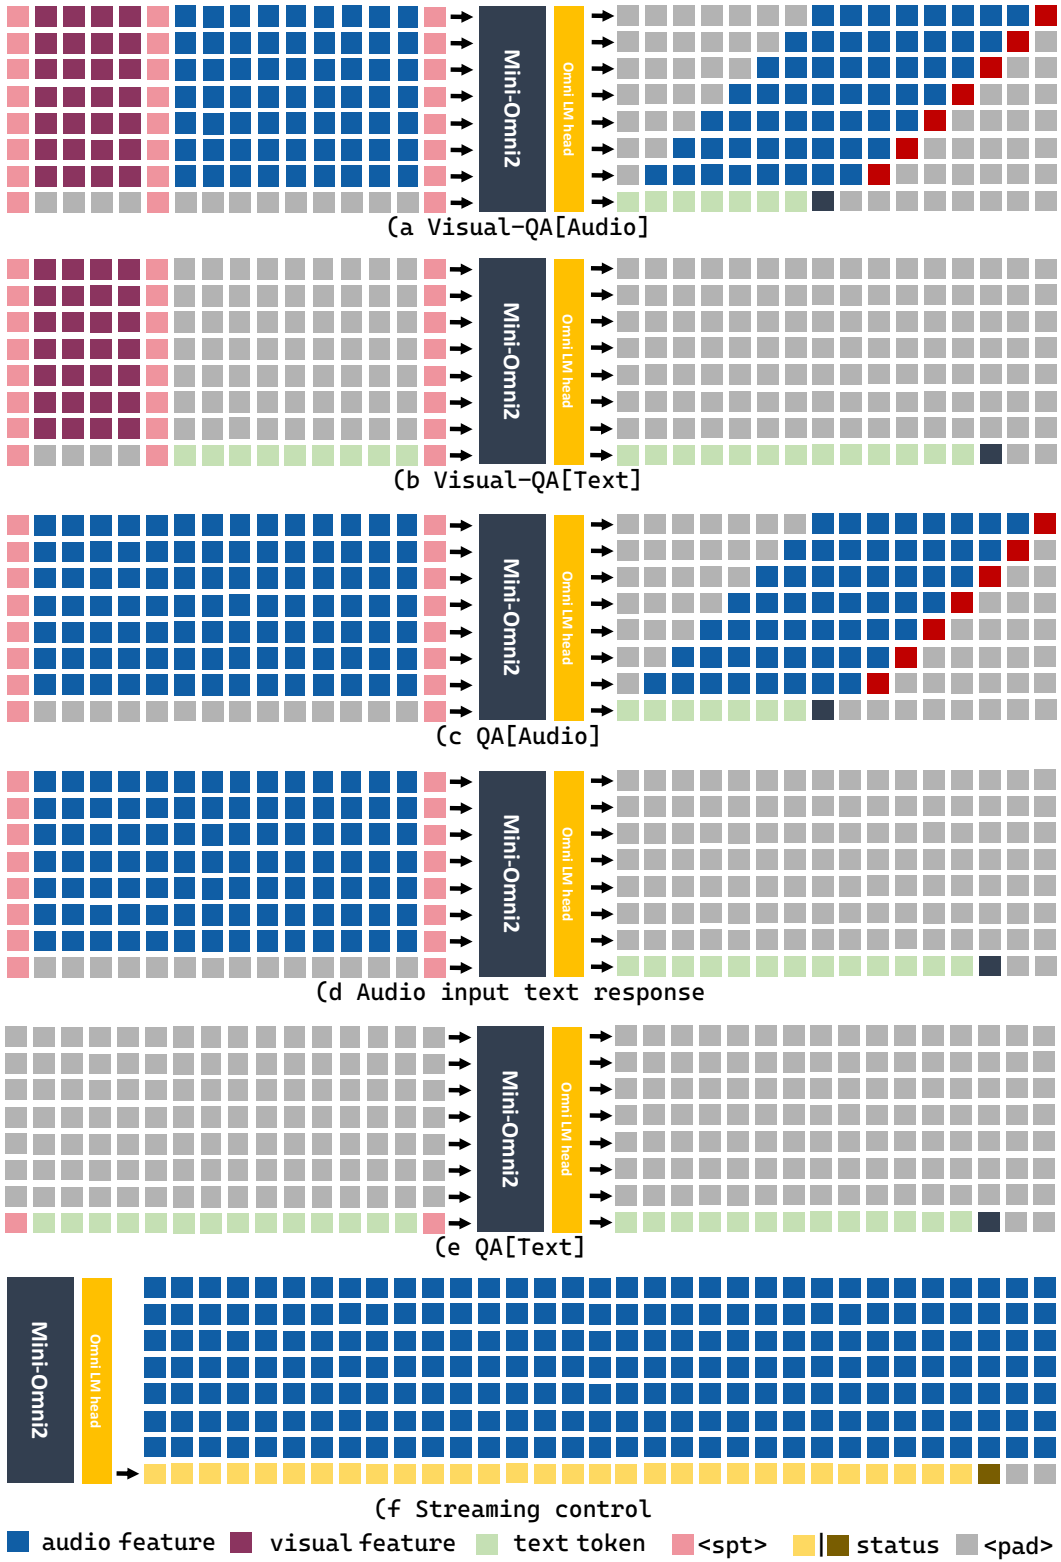 Mini-Omni2
Omni LM head
(a Visual-QA[Audio]
Mini-Omni2
Omni LM head
(b Visual-QA[Text]
Mini-Omni2
Omni LM head
(c QA[Audio]
Mini-Omni2
Omni LM head
(d Audio input text response
Mini-Omni2
Omni LM head
(e QA[Text]
Mini-Omni2
Omni LM head
(f Streaming control
audio feature visual feature text token <spt> | status <pad>